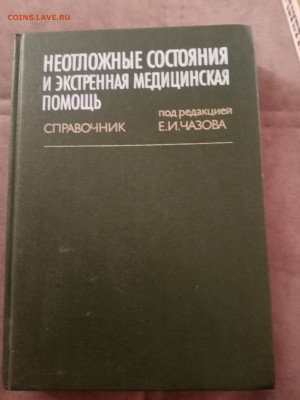 COINS.LAVE.RU
НЕОТЛОЖНЫЕ СОСТОЯНИЯ
И ЭКСТРЕННАЯ МЕДИЦИНСКАЯ
ПОМОЩЬ
под редакцией
СПРАВОЧНИК Е.И.ЧАЗОВА